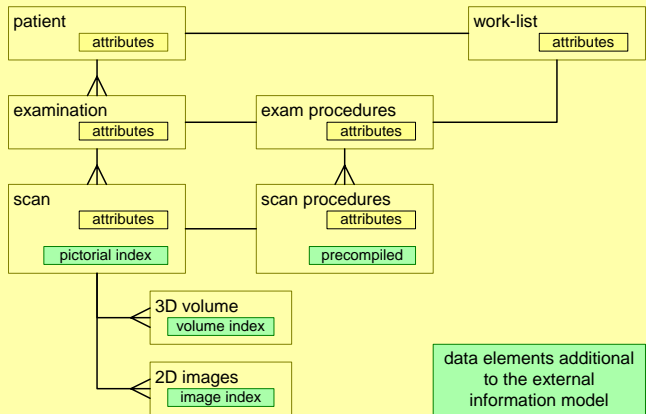 patient
attributes
work-list
attributes
examination
attributes
exam procedures
attributes
scan
attributes
pictorial index
scan procedures
attributes
precompiled
3D volume
volume index
2D images
image index
data elements additional
to the external
information model